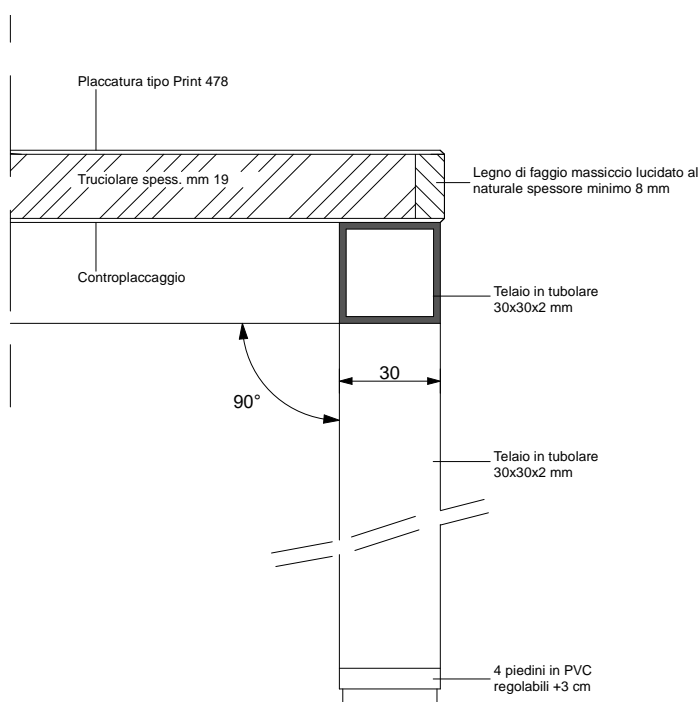 Placcatura tipo Print 478
Truciolare spess. mm 19
Legno di faggio massiccio lucidato al
naturale spessore minimo 8 mm
Controplaccaggio
Telaio in tubolare
30x30x2 mm
30
90°
Telaio in tubolare
30x30x2 mm
4 piedini in PVC
regolabili +3 cm